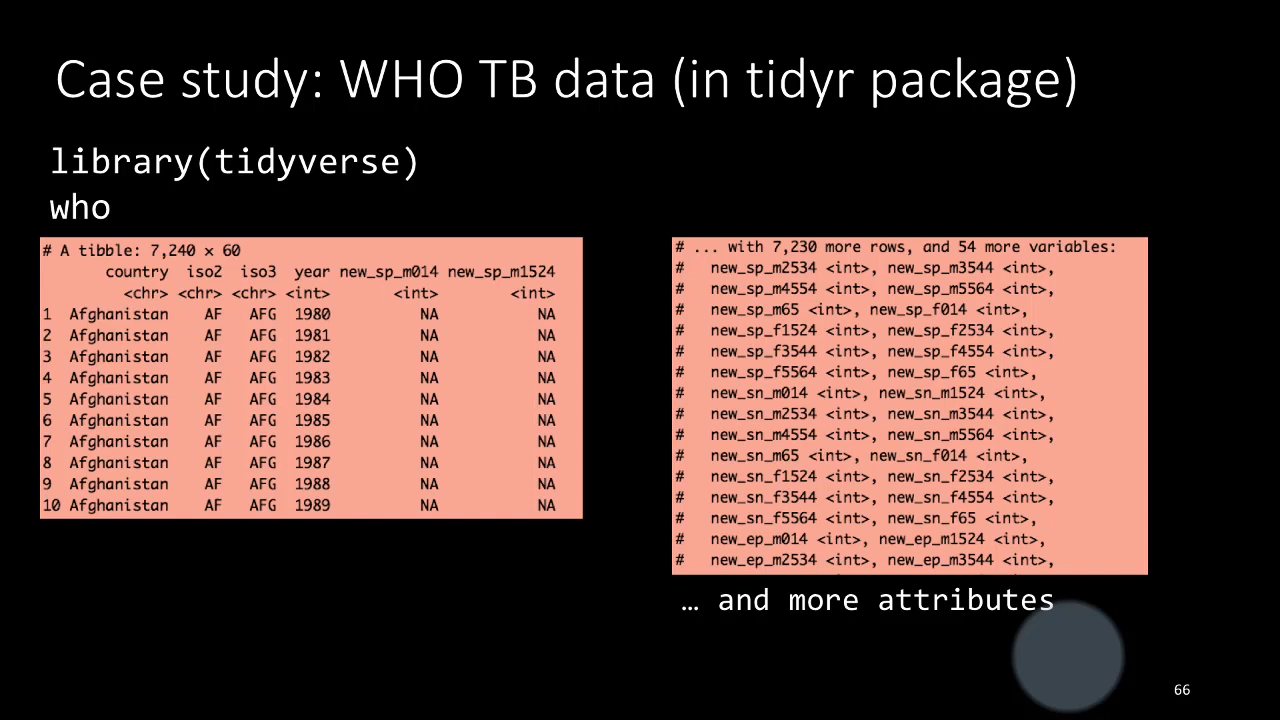 Case study: WHO TB data (in tidyr package)
library(tidyverse)
who
# A tibble: 7,240 × 60
country iso2 iso3 year new_sp_m014 new_sp_m1524
<chr> <chr> <chr> <int> <int> <int>
1 Afghanistan AF AFG 1980 NA NA
2 Afghanistan AF AFG 1981 NA NA
3 Afghanistan AF AFG 1982 NA NA
4 Afghanistan AF AFG 1983 NA NA
5 Afghanistan AF AFG 1984 NA NA
6 Afghanistan AF AFG 1985 NA NA
7 Afghanistan AF AFG 1986 NA NA
8 Afghanistan AF AFG 1987 NA NA
9 Afghanistan AF AFG 1988 NA NA
10 Afghanistan AF AFG 1989 NA NA
# ... with 7,230 more rows, and 54 more variables:
# new_sp_m2534 <int>, new_sp_m3544 <int>,
# new_sp_m4554 <int>, new_sp_m5564 <int>,
# new_sp_m65 <int>, new_sp_f014 <int>,
# new_sp_f1524 <int>, new_sp_f2534 <int>,
# new_sp_f3544 <int>, new_sp_f4554 <int>,
# new_sp_f5564 <int>, new_sp_f65 <int>,
# new_sn_m014 <int>, new_sn_m1524 <int>,
# new_sn_m2534 <int>, new_sn_m3544 <int>,
# new_sn_m4554 <int>, new_sn_m5564 <int>,
# new_sn_m65 <int>, new_sn_f014 <int>,
# new_sn_f1524 <int>, new_sn_f2534 <int>,
# new_sn_f3544 <int>, new_sn_f4554 <int>,
# new_sn_f5564 <int>, new_sn_f65 <int>,
# new_ep_m014 <int>, new_ep_m1524 <int>,
# new_ep_m2534 <int>, new_ep_m3544 <int>,
… and more attributes
66